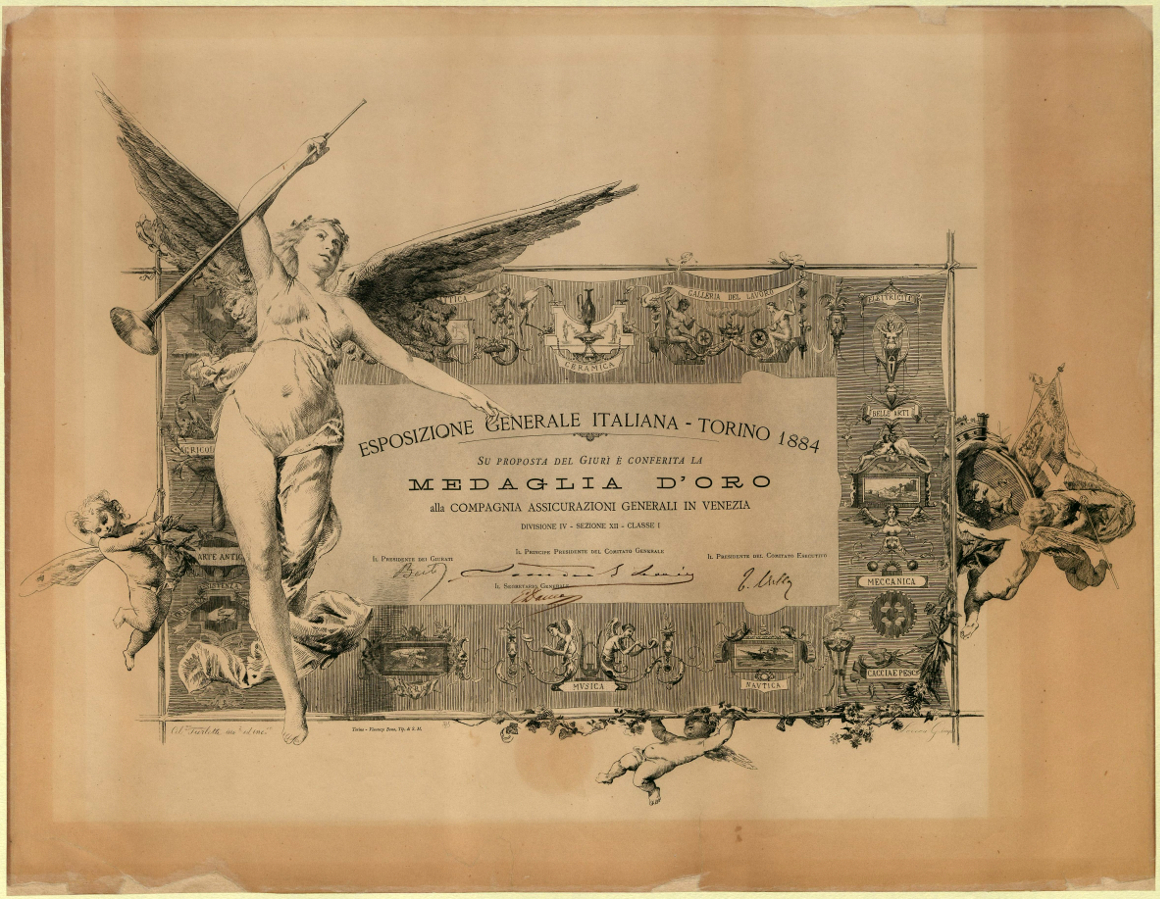 GALLERIA DEL LAVORO
ELETTRICITÀ
CERAMICA
BELLE ARTI
ESPOSIZIONE GENERALE ITALIANA - TORINO 1884
SU PROPOSTA DEL GIURÌ È CONFERITA LA
MEDAGLIA D'ORO
alla COMPAGNIA ASSICURAZIONI GENERALI IN VENEZIA
DIVISIONE IV - SEZIONE XII - CLASSE I
IL PRINCIPE PRESIDENTE DEL COMITATO GENERALE
IL PRESIDENTE DEI GIURATI
IL PRESIDENTE DEL COMITATO ESECUTIVO
IL SEGRETARIO GENERALE
ARTE ANTIC
MECCANICA
CACCIA E PESC
MUSICA
NAUTICA